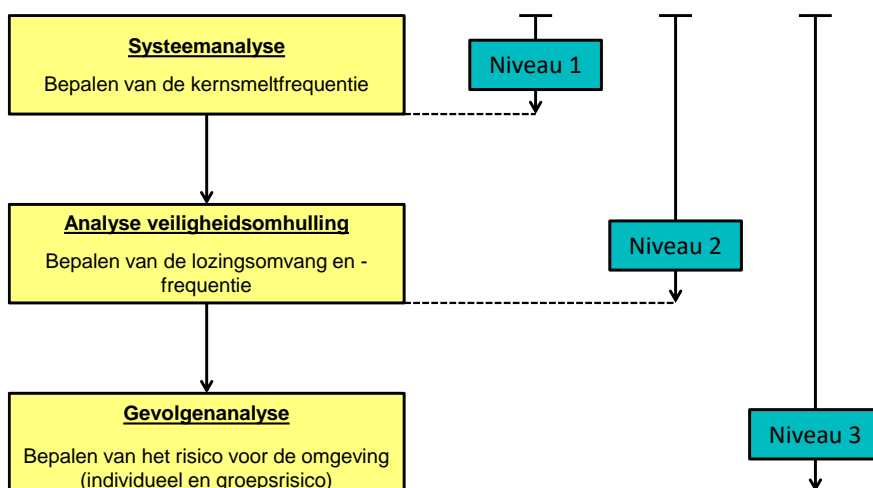 Systeemanalyse
Bepalen van de kernsmeltfrequentie
Niveau 1
Analyse veiligheidsomhulling
Bepalen van de lozingsomvang en -
frequentie
Niveau 2
Gevolgenanalyse
Bepalen van het risico voor de omgeving
(individueel en groepsrisico)
Niveau 3